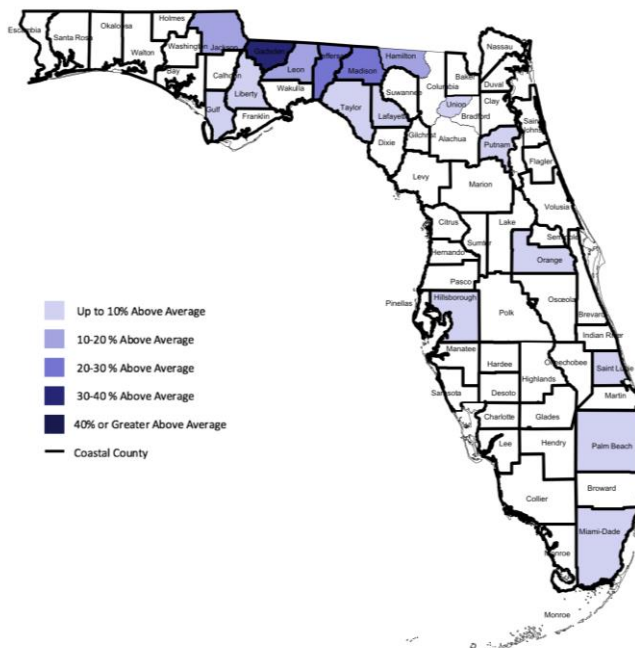 Holmes
Escambia
Santa Rosa
Okaloosa
Walton
Washington
Jackson
Bay
Calhoun
Gadsden
Leon
Jefferson
Madison
Hamilton
Liberty
Wakulla
Gulf
Franklin
Taylor
Suwannee
Lafayette
Columbia
Baker
Nassau
Duval
Union
Clay
Bradford
Gilchrist
Alachua
Putnam
Dixie
Flagler
Levy
Marion
Volusia
Citrus
Lake
Sumter
Hernando
Orange
Pasco
Osceola
Pinellas
Hillsborough
Polk
Brevard
Indian River
Manatee
Hardee
Okeechobee
Highlands
Saint Lucie
Sarasota
Desoto
Martin
Charlotte
Glades
Lee
Hendry
Palm Beach
Collier
Broward
Monroe
Miami-Dade
Monroe
Up to 10% Above Average
10-20 % Above Average
20-30 % Above Average
30-40 % Above Average
40% or Greater Above Average
Coastal County